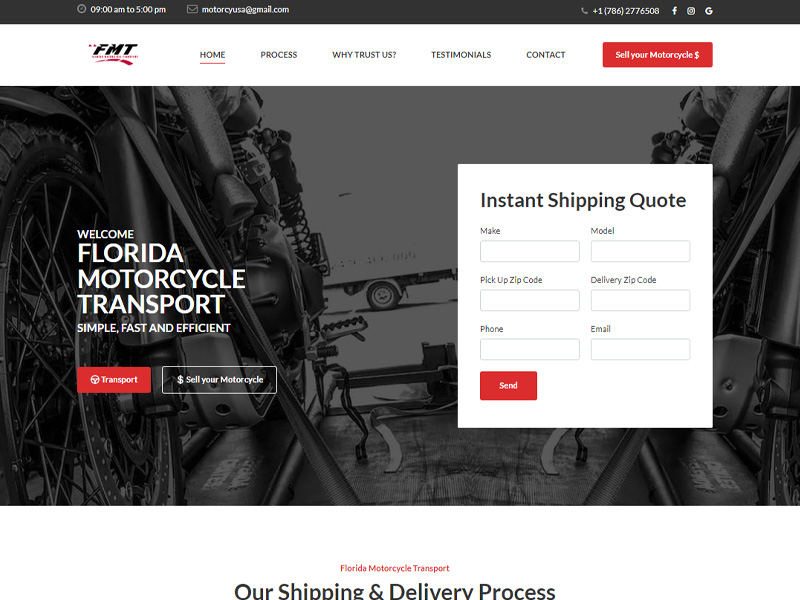 09:00 am to 5:00 pm
motorcyusa@gmail.com
+1 (786) 2776508
FMT
HOME
PROCESS
WHY TRUST US?
TESTIMONIALS
CONTACT
Sell your Motorcycle $
WELCOME
FLORIDA
MOTORCYCLE
TRANSPORT
SIMPLE, FAST AND EFFICIENT
Transport
$ Sell your Motorcycle
Instant Shipping Quote
Make
Model
Pick Up Zip Code
Delivery Zip Code
Phone
Email
Send
Florida Motorcycle Transport
Our Shipping & Delivery Process